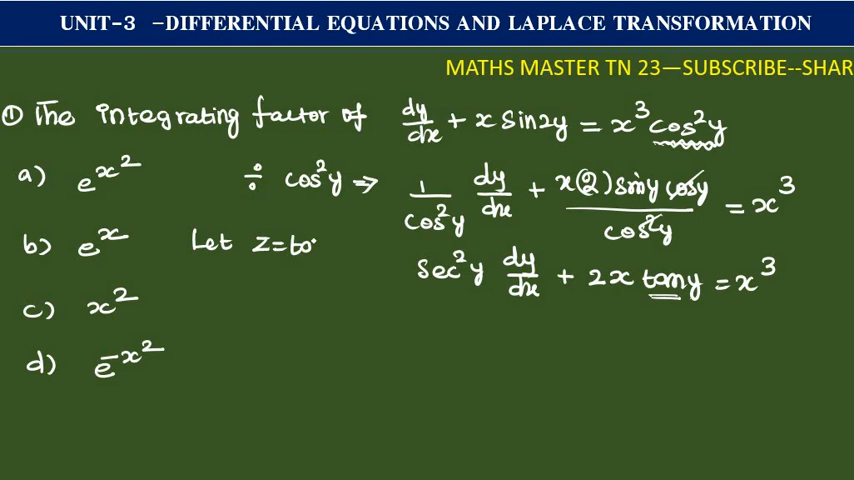 UNIT-3 -DIFFERENTIAL EQUATIONS AND LAPLACE TRANSFORMATION
MATHS MASTER TN 23—SUBSCRIBE--SHAR
① The integrating factor of dy/dx + x Sin2y = x³ cos²y
a) e^x²
÷ cos²y ⇒ 1/cos²y dy/dx + x(2) siny cosy / cos²y = x³
b) e^x
Let z=ta
sec²y dy/dx + 2x tany = x³
c) x²
d) e^-x²